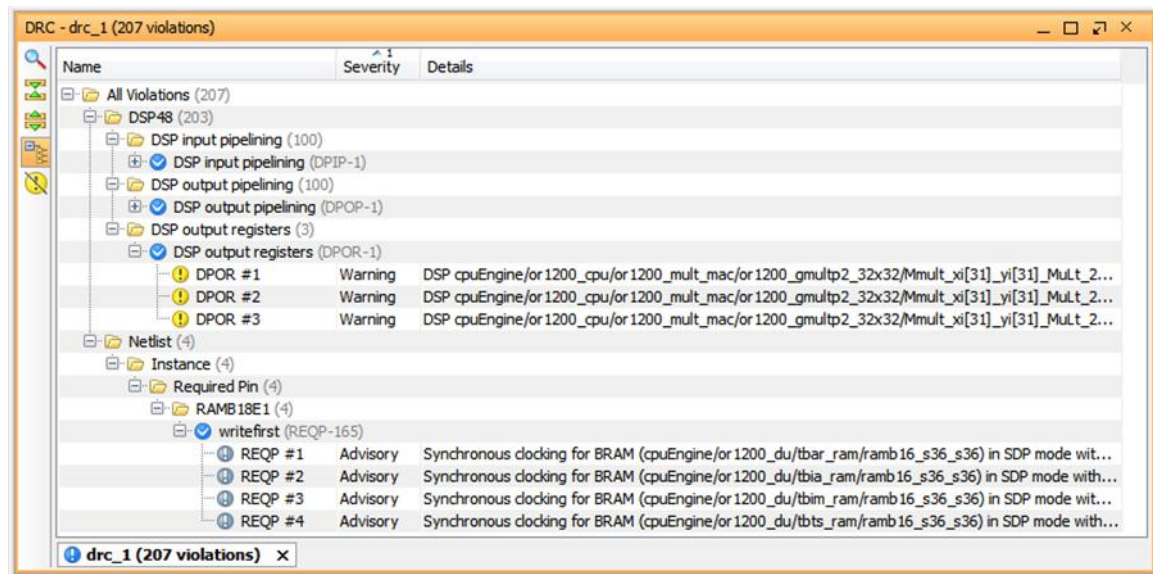 DRC - drc_1 (207 violations)
Name Severity 1 Details
All Violations (207)
DSP48 (203)
DSP input pipelining (100)
DSP input pipelining (DPIP-1)
DSP output pipelining (100)
DSP output pipelining (DPOP-1)
DSP output registers (3)
DSP output registers (DPOR-1)
DPOR #1 Warning DSP cpuEngine/or1200_cpu/or1200_mult_mac/or1200_gmultp2_32x32/Mmult_xi[31]_yi[31]_MuLt_2...
DPOR #2 Warning DSP cpuEngine/or1200_cpu/or1200_mult_mac/or1200_gmultp2_32x32/Mmult_xi[31]_yi[31]_MuLt_2...
DPOR #3 Warning DSP cpuEngine/or1200_cpu/or1200_mult_mac/or1200_gmultp2_32x32/Mmult_xi[31]_yi[31]_MuLt_2...
Netlist (4)
Instance (4)
Required Pin (4)
RAMB18E1 (4)
writefirst (REQP-165)
REQP #1 Advisory Synchronous clocking for BRAM (cpuEngine/or1200_du/tbar_ram/ramb16_s36_s36) in SDP mode wit...
REQP #2 Advisory Synchronous clocking for BRAM (cpuEngine/or1200_du/tbia_ram/ramb16_s36_s36) in SDP mode with...
REQP #3 Advisory Synchronous clocking for BRAM (cpuEngine/or1200_du/tbim_ram/ramb16_s36_s36) in SDP mode wit...
REQP #4 Advisory Synchronous clocking for BRAM (cpuEngine/or1200_du/tbts_ram/ramb16_s36_s36) in SDP mode with...
drc_1 (207 violations)